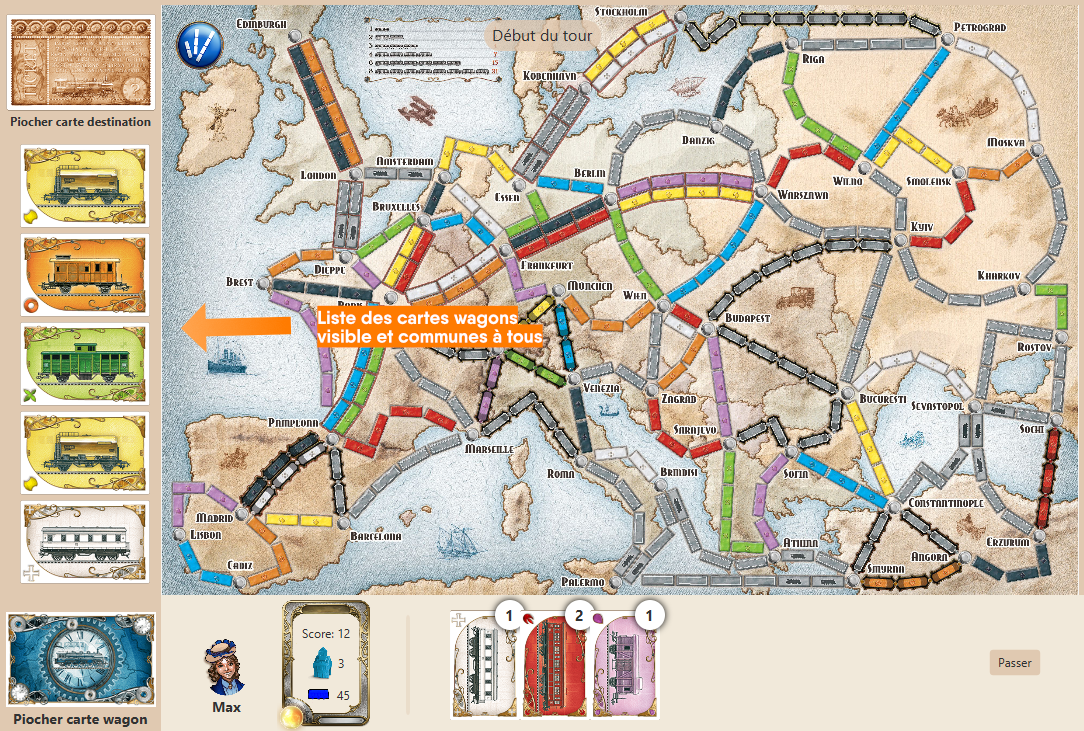 Piocher carte destination
Piocher carte wagon
Début du tour
Liste des cartes wagons
visible et communes à tous
EDINBURGH
STOCKHOLM
PETROGRAD
RIGA
KOBENHAVN
DANZIG
MOSKVA
AMSTERDAM
LONDON
ESSEN
BERLIN
WILNO
SMOLENSK
WARSZAWA
BRUXELLES
KYIV
DIEPPE
FRANKFURT
BREST
MÜNCHEN
WIEN
KHARKOV
BUDAPEST
ROSTOV
VENEZIA
ZAGRAB
BUCURESTI
SEVASTOPOL
PAMPLONA
SARAJEVO
SOCHI
MARSEILLE
ROMA
BRINDISI
SOFIA
CONSTANTINOPLE
MADRID
LISBON
BARCELONA
ATHINA
ERZURUM
ANGORA
CADIZ
SMYRNA
PALERMO
Score: 12
3
45
Max
1
2
1
Passer